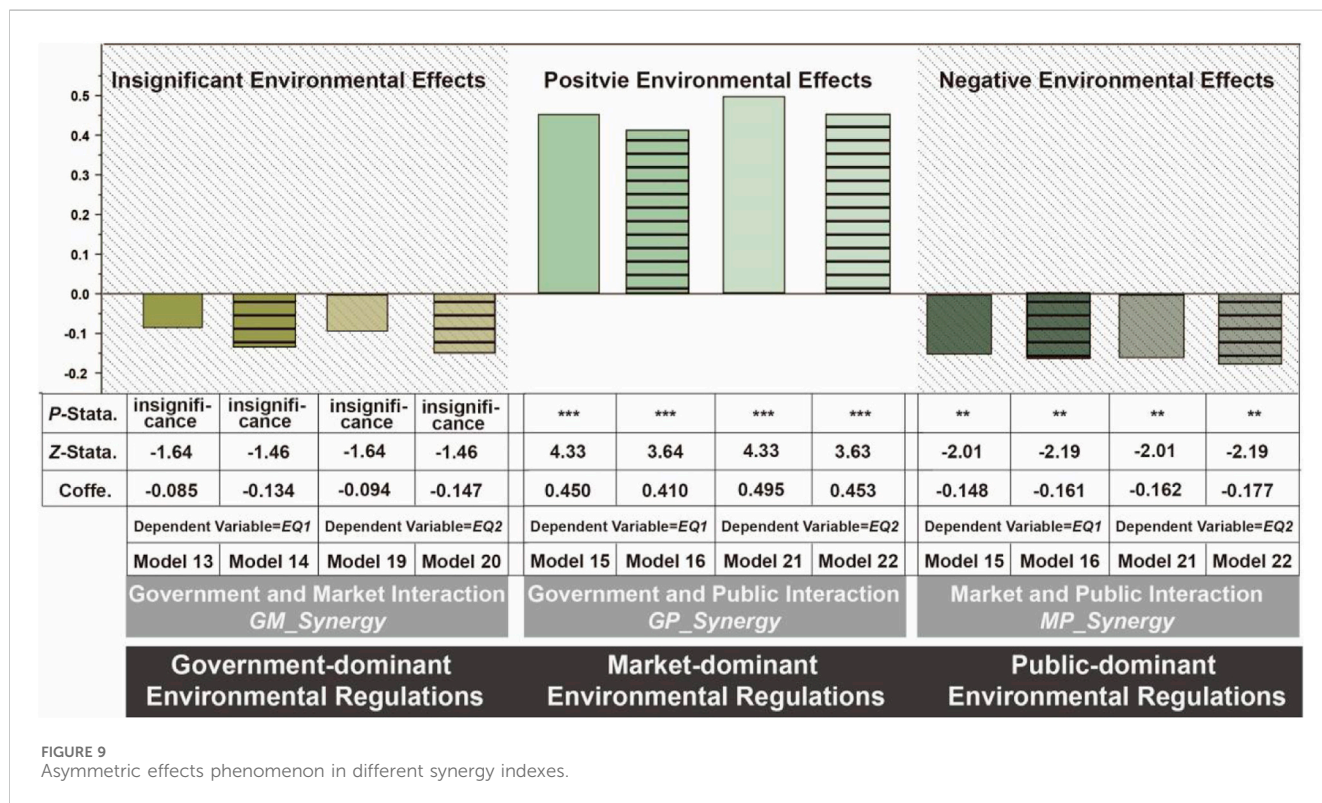 Insignificant Environmental Effects
Positvie Environmental Effects
Negative Environmental Effects
0.5
0.4
0.3
0.2
0.1
0.0
-0.1
-0.2
P-Stata. insignifi-cance insignifi-cance insignifi-cance insignifi-cance *** *** *** *** ** ** ** **
Z-Stata. -1.64 -1.46 -1.64 -1.46 4.33 3.64 4.33 3.63 -2.01 -2.19 -2.01 -2.19
Coffe. -0.085 -0.134 -0.094 -0.147 0.450 0.410 0.495 0.453 -0.148 -0.161 -0.162 -0.177
Dependent Variable=EQ1 Dependent Variable=EQ2 Dependent Variable=EQ1 Dependent Variable=EQ2 Dependent Variable=EQ1 Dependent Variable=EQ2
Model 13 Model 14 Model 19 Model 20 Model 15 Model 16 Model 21 Model 22 Model 15 Model 16 Model 21 Model 22
Government and Market Interaction
GM_Synergy
Government and Public Interaction
GP_Synergy
Market and Public Interaction
MP_Synergy
Government-dominant
Environmental Regulations
Market-dominant
Environmental Regulations
Public-dominant
Environmental Regulations
FIGURE 9
Asymmetric effects phenomenon in different synergy indexes.